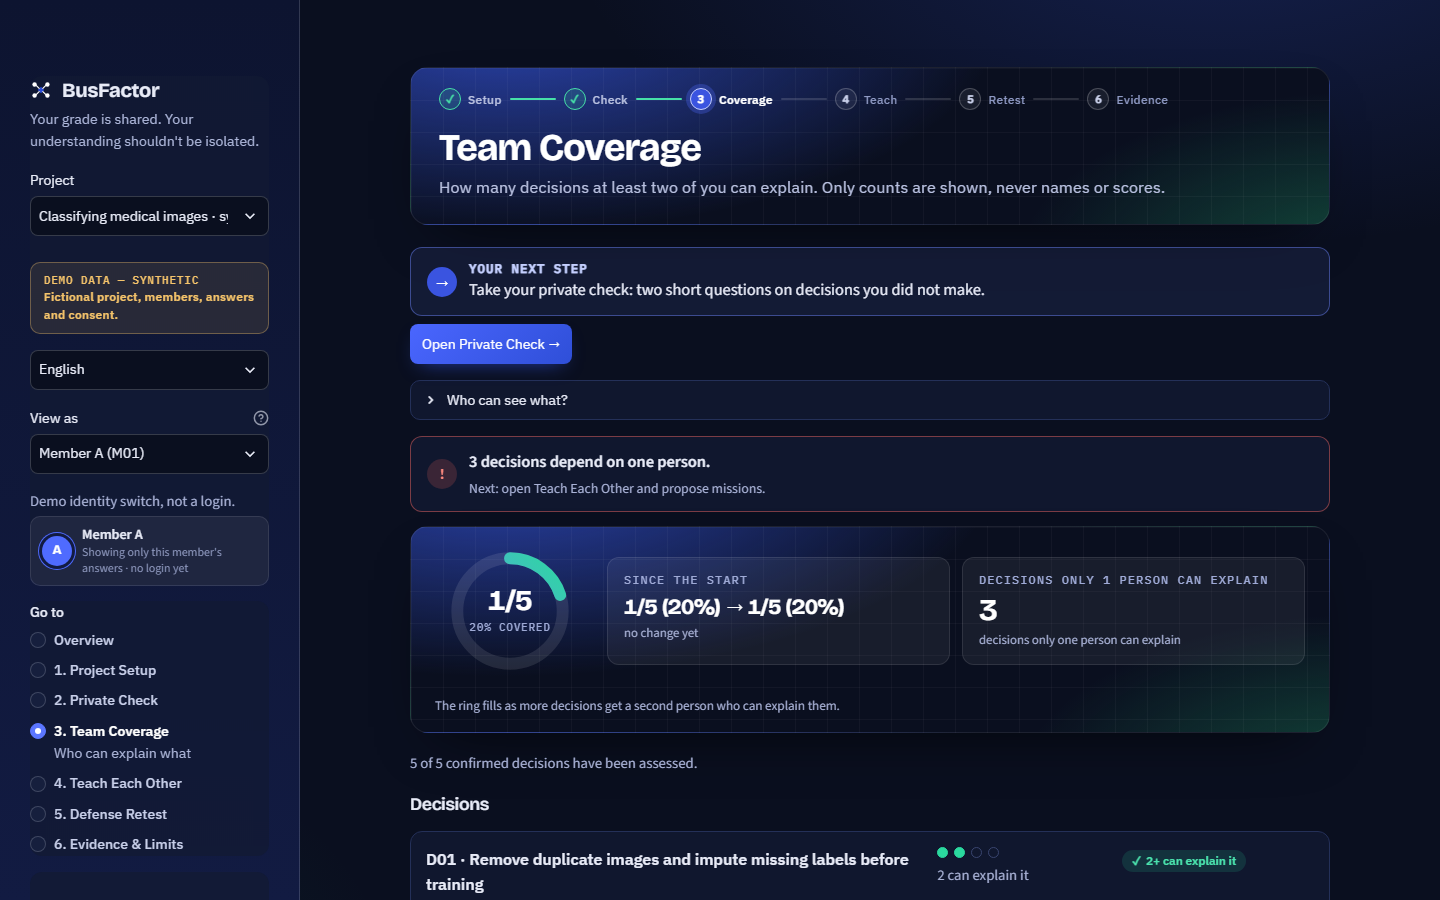 BusFactor
Your grade is shared. Your
understanding shouldn't be isolated.
Project
Classifying medical images · sy
DEMO DATA — SYNTHETIC
Fictional project, members, answers
and consent.
English
View as
Member A (M01)
Demo identity switch, not a login.
A
Member A
Showing only this member's
answers · no login yet
Go to
Overview
1. Project Setup
2. Private Check
3. Team Coverage
Who can explain what
4. Teach Each Other
5. Defense Retest
6. Evidence & Limits
✓ Setup ✓ Check 3 Coverage 4 Teach 5 Retest 6 Evidence
Team Coverage
How many decisions at least two of you can explain. Only counts are shown, never names or scores.
YOUR NEXT STEP
→ Take your private check: two short questions on decisions you did not make.
Open Private Check →
Who can see what?
! 3 decisions depend on one person.
Next: open Teach Each Other and propose missions.
1/5
20% COVERED
SINCE THE START
1/5 (20%) → 1/5 (20%)
no change yet
DECISIONS ONLY 1 PERSON CAN EXPLAIN
3
decisions only one person can explain
The ring fills as more decisions get a second person who can explain them.
5 of 5 confirmed decisions have been assessed.
Decisions
D01 · Remove duplicate images and impute missing labels before
training
2 can explain it
✓ 2+ can explain it